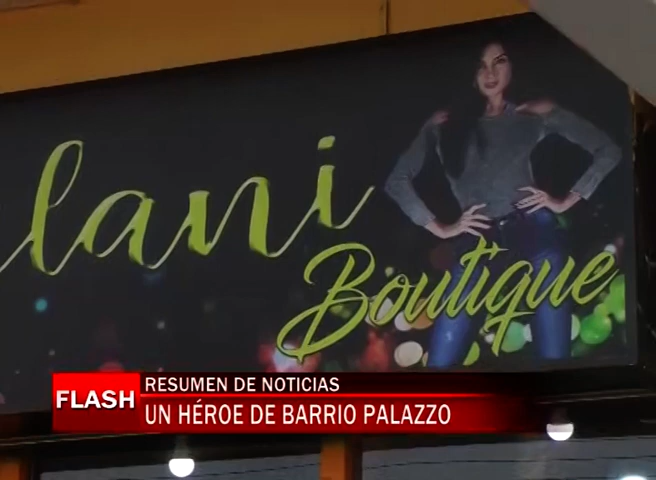 lani
Boutique
FLASH
RESUMEN DE NOTICIAS
UN HÉROE DE BARRIO PALAZZO